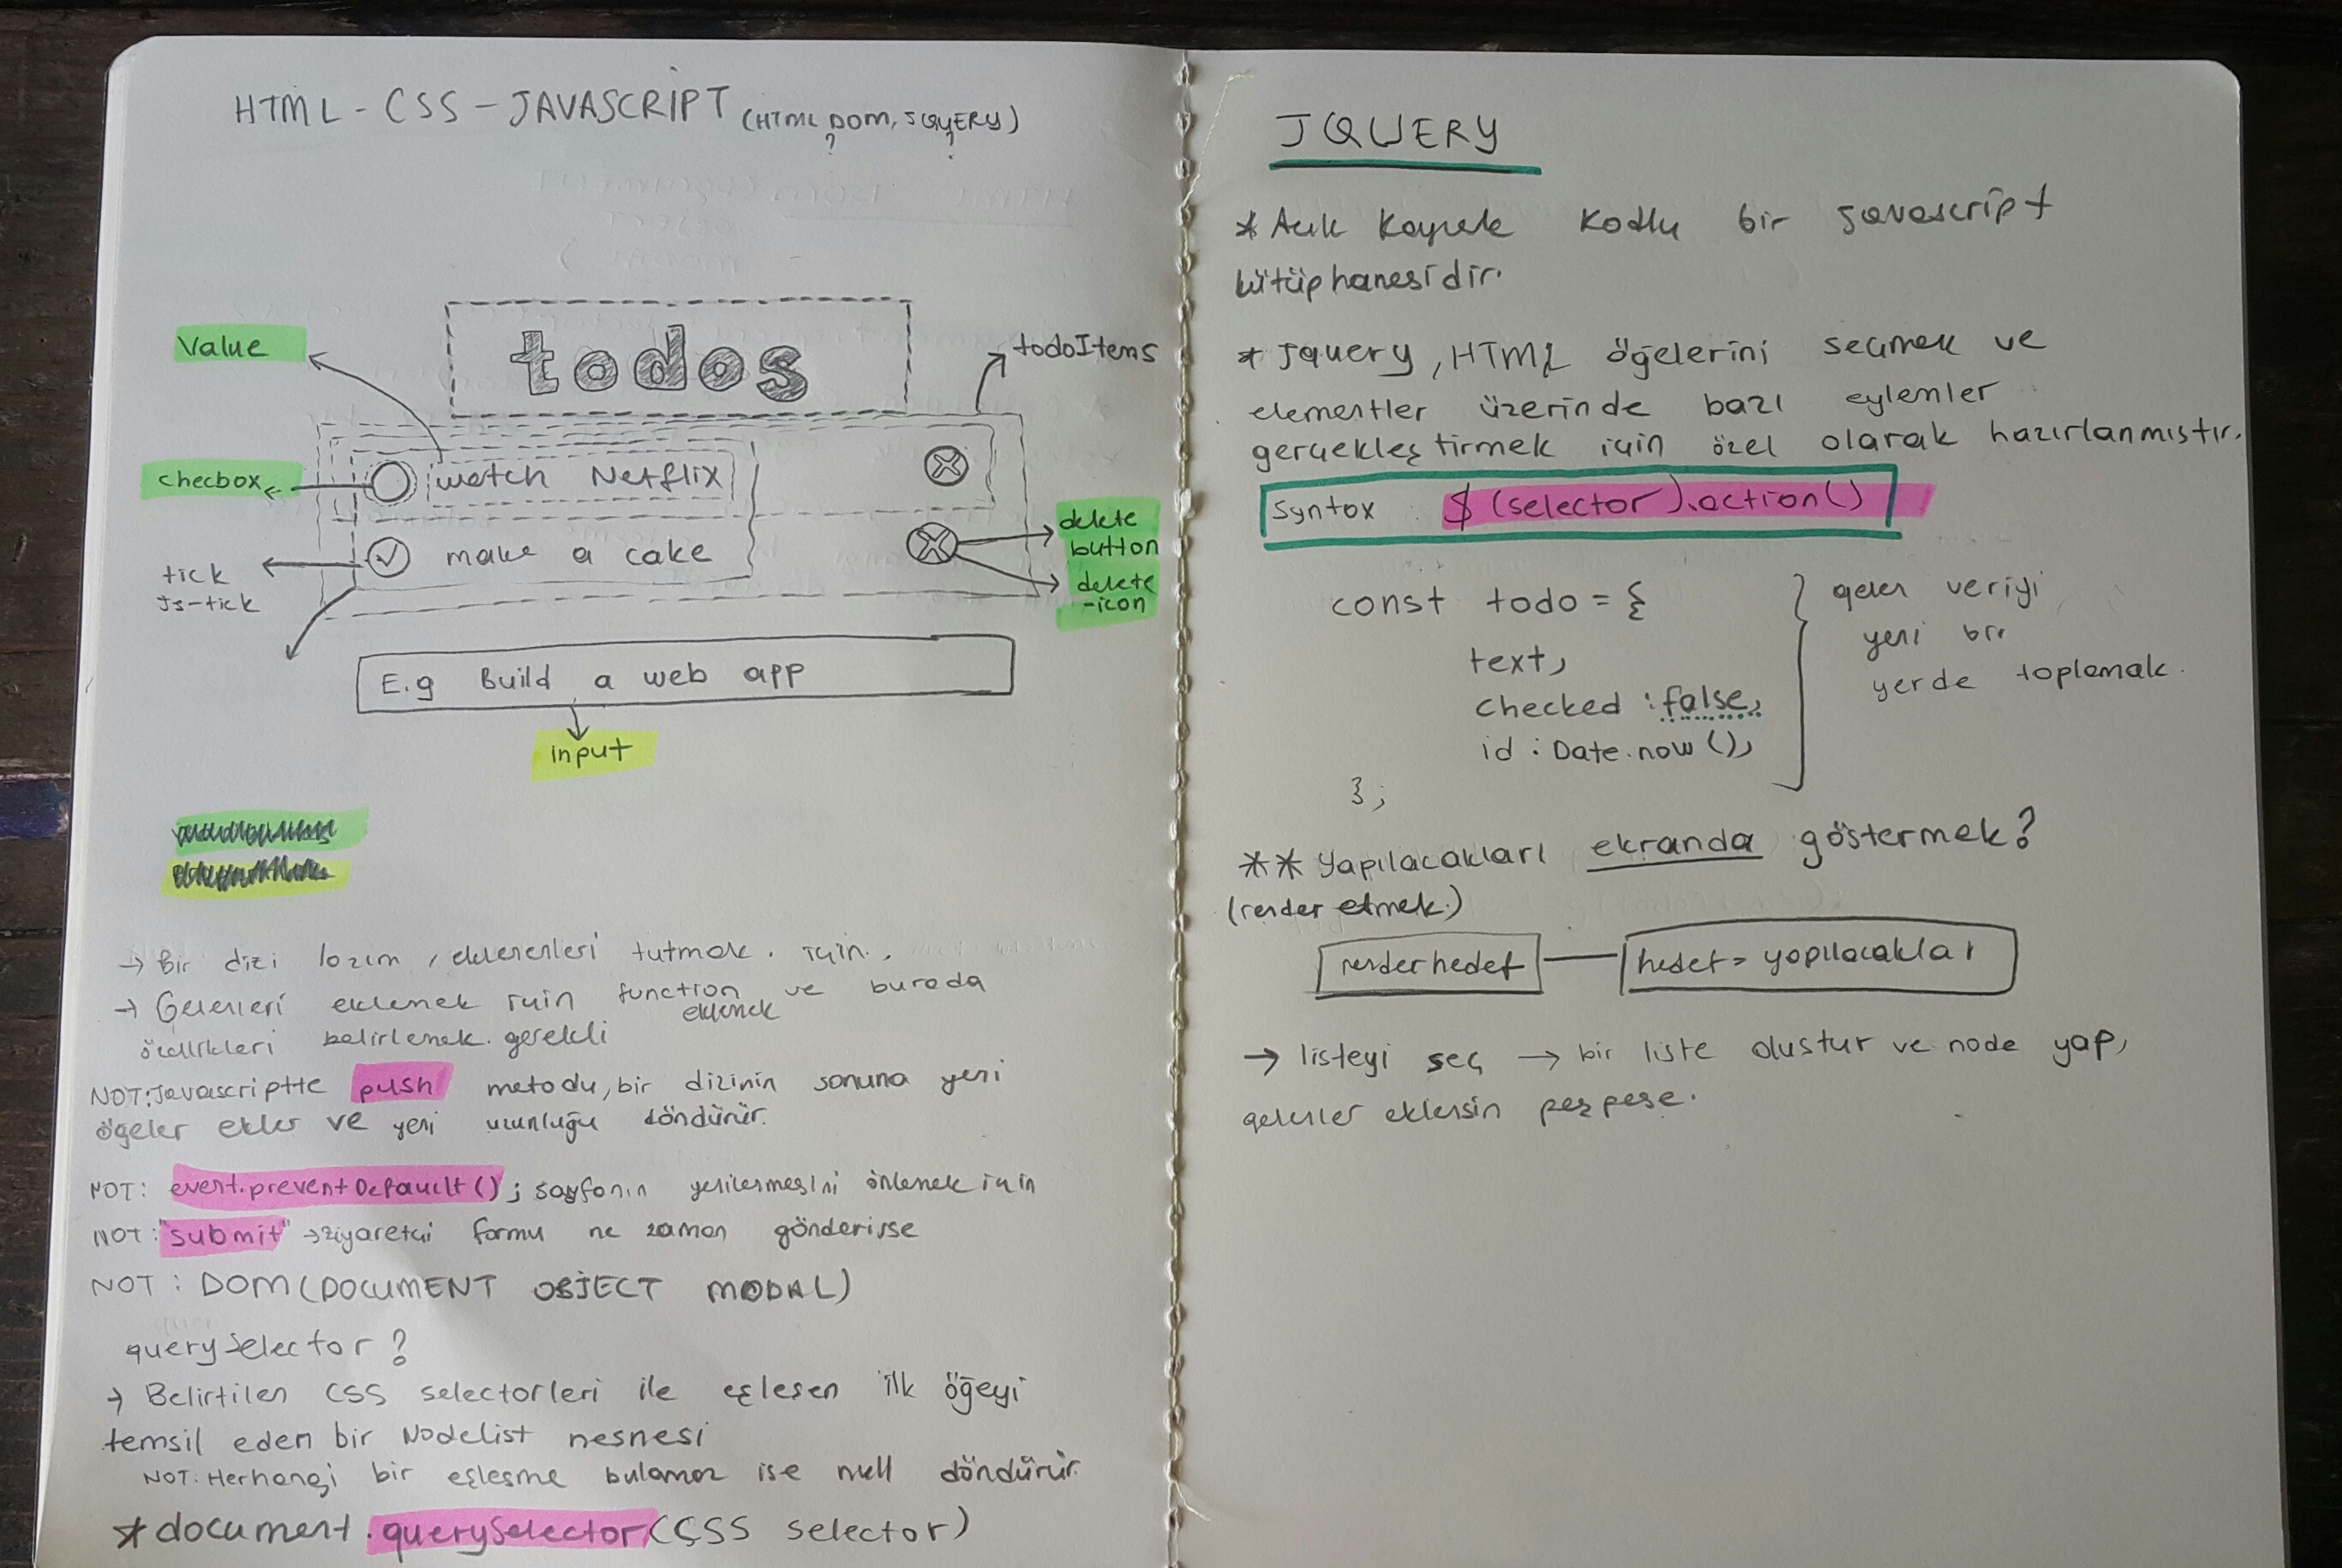 HTML - CSS - JAVASCRIPT (HTML DOM, JQUERY)
? ?
todos
value
todoItems
checbox
watch Netflix
make a cake
delete
button
delete
-icon
tick
Js-tick
E.g Build a web app
input
→ Bir dizi lazım, eklenenleri tutmak. için.
→ Gelenleri eklemek için function ve burada
eklemek
özellikleri belirlemek. gerekli
NOT: Javascriptte push metodu, bir dizinin sonuna yeni
öğeler ekler ve yeni uzunluğu döndürür.
NOT: event.preventDefault(); sayfanın yenilenmesini önlemek için
NOT: "submit" → ziyaretçi formu ne zaman gönderirse
NOT: DOM (DOCUMENT OBJECT MODAL)
querySelector?
→ Belirtilen CSS selectorleri ile eşleşen ilk öğeyi
temsil eden bir Nodelist nesnesi
NOT: Herhangi bir eşleşme bulamaz ise null döndürür.
* document.querySelector(CSS selector)
JQUERY
* Açık kaynak kodlu bir javascript
kütüphanesidir.
* Jquery, HTML öğelerini seçmek ve
elementler üzerinde bazı eylemler
gerçekleştirmek için özel olarak hazırlanmıştır.
Syntax : $ (selector).action()
const todo = {
text,
checked : false,
id : Date.now(),
};
gelen veriyi
yeni bir
yerde toplamak.
** Yapılacakları ekranda göstermek?
(render etmek.)
renderhedef
hedef = yapılacaklar
→ listeyi seç → bir liste oluştur ve node yap,
gelenler eklensin peş peşe.